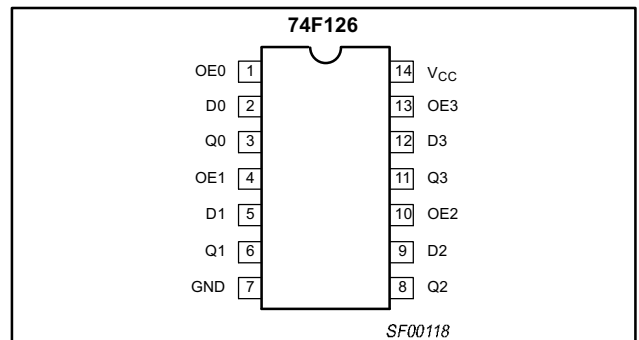 74F126
OE0 1
14 VCC
D0 2
13 OE3
Q0 3
12 D3
OE1 4
11 Q3
D1 5
10 OE2
Q1 6
9 D2
GND 7
8 Q2
SF00118